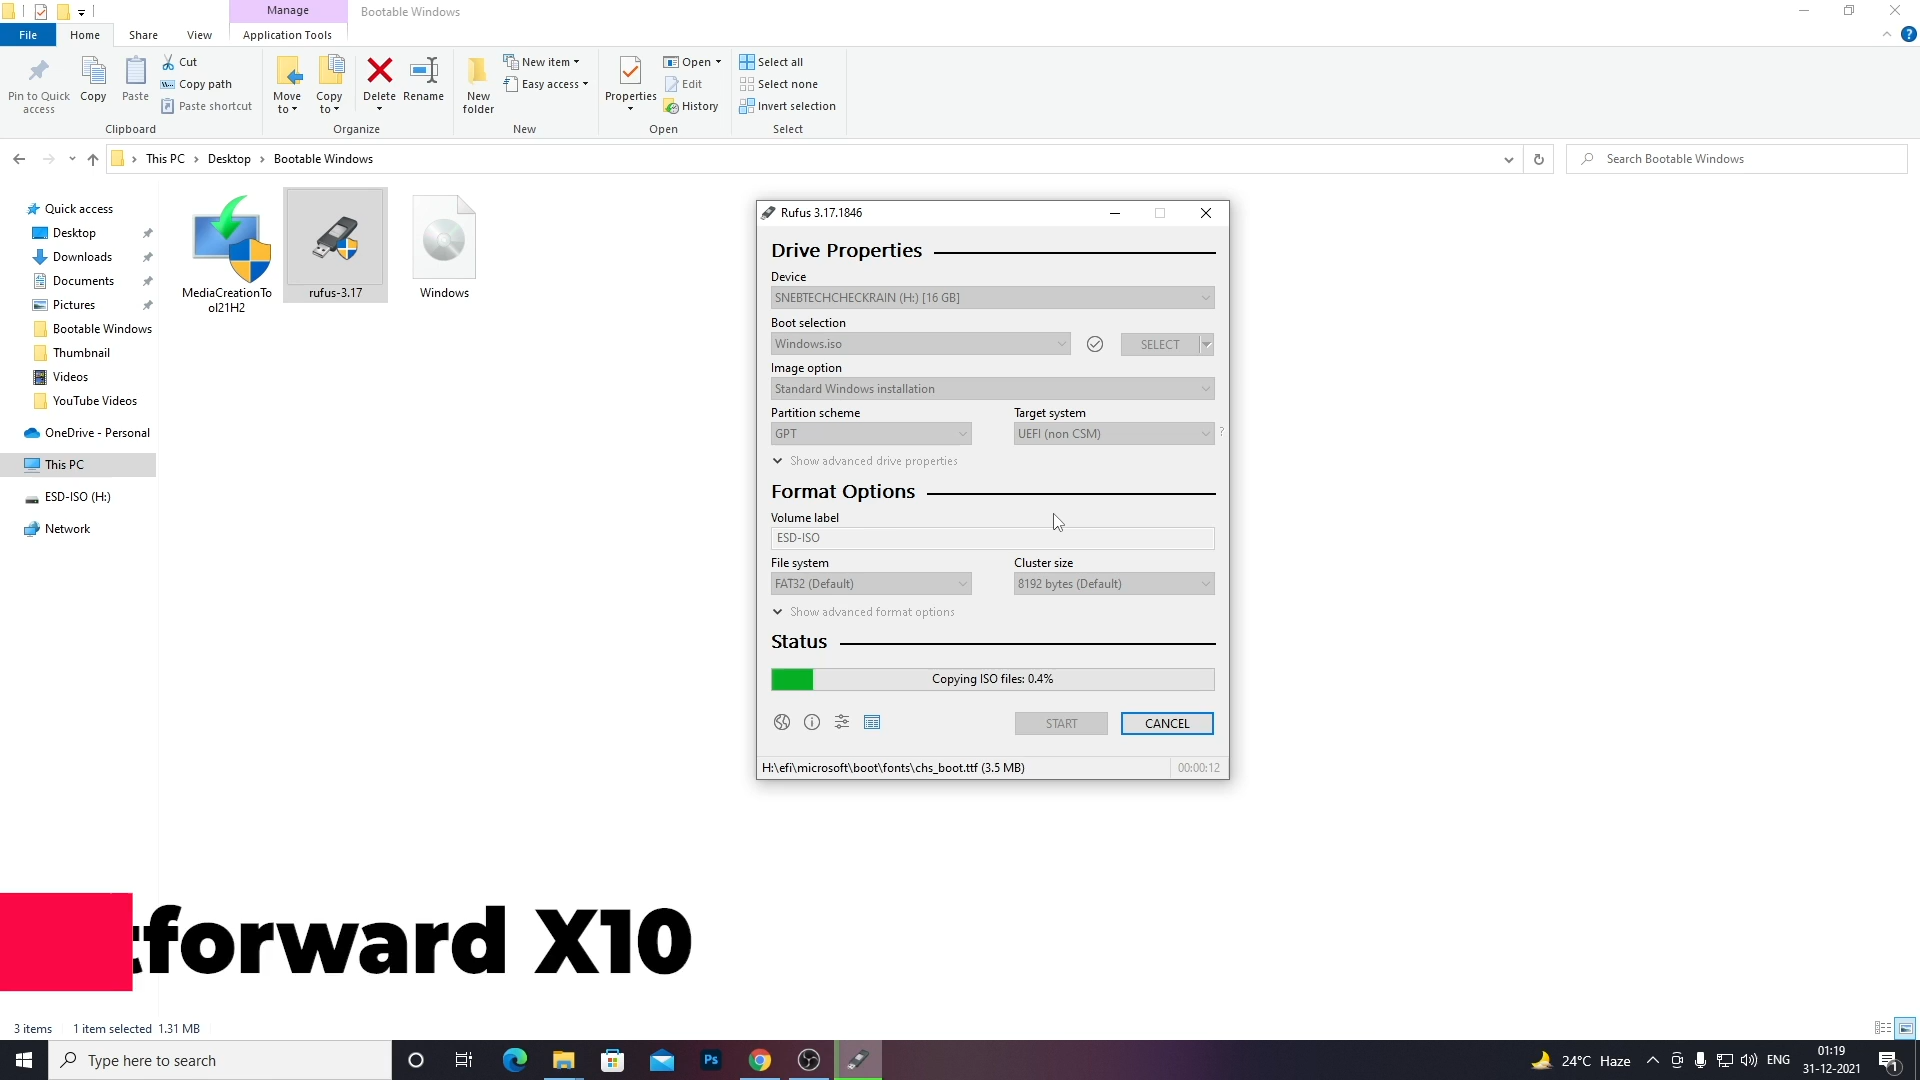 Manage
Bootable Windows
File
Home
Share
View
Application Tools
Pin to Quick
access
Copy
Paste
Cut
Copy path
Paste shortcut
Clipboard
Move
to
Copy
to
Delete
Rename
Organize
New
folder
New item
Easy access
New
Properties
Open
Edit
History
Open
Select all
Select none
Invert selection
Select
This PC
Desktop
Bootable Windows
Search Bootable Windows
Quick access
Desktop
Downloads
Documents
Pictures
Bootable Windows
Thumbnail
Videos
YouTube Videos
OneDrive - Personal
This PC
ESD-ISO (H:)
Network
MediaCreationTo
ol21H2
rufus-3.17
Windows
Rufus 3.17.1846
Drive Properties
Device
SNEBTECHCHECKRAIN (H:) [16 GB]
Boot selection
Windows.iso
SELECT
Image option
Standard Windows installation
Partition scheme
Target system
GPT
UEFI (non CSM)
?
Show advanced drive properties
Format Options
Volume label
ESD-ISO
File system
Cluster size
FAT32 (Default)
8192 bytes (Default)
Show advanced format options
Status
Copying ISO files: 0.4%
START
CANCEL
H:\efi\microsoft\boot\fonts\chs_boot.ttf (3.5 MB)
00:00:12
tforward X10
3 items
1 item selected 1.31 MB
Type here to search
Ps
24°C Haze
ENG
01:19
31-12-2021
1